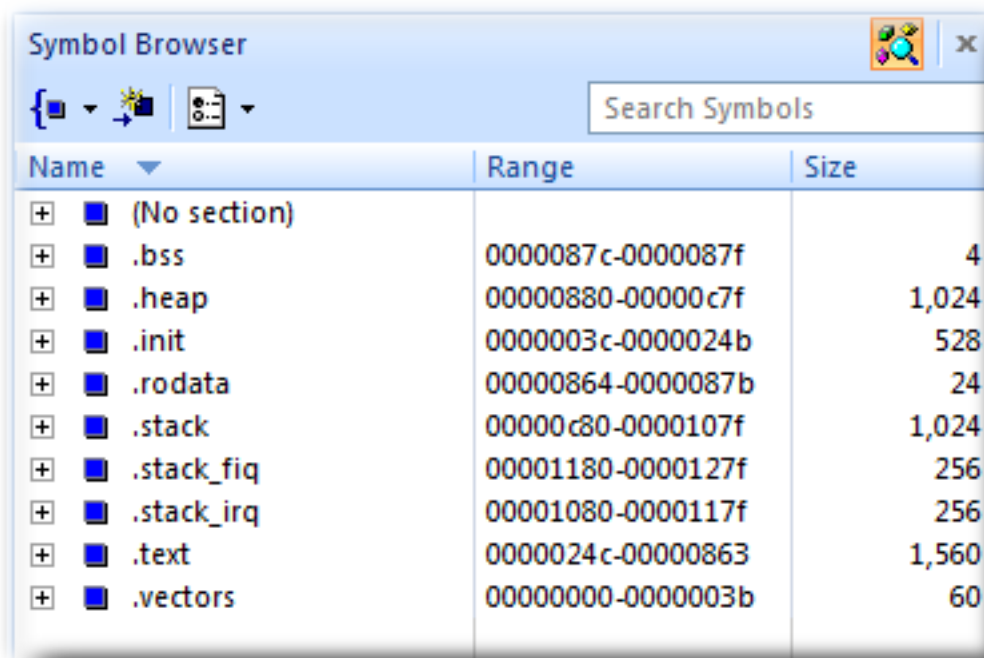 Symbol Browser
Search Symbols
Name Range Size
(No section)
.bss 0000087c-0000087f 4
.heap 00000880-00000c7f 1,024
.init 0000003c-0000024b 528
.rodata 00000864-0000087b 24
.stack 00000c80-0000107f 1,024
.stack_fiq 00001180-0000127f 256
.stack_irq 00001080-0000117f 256
.text 0000024c-00000863 1,560
.vectors 00000000-0000003b 60